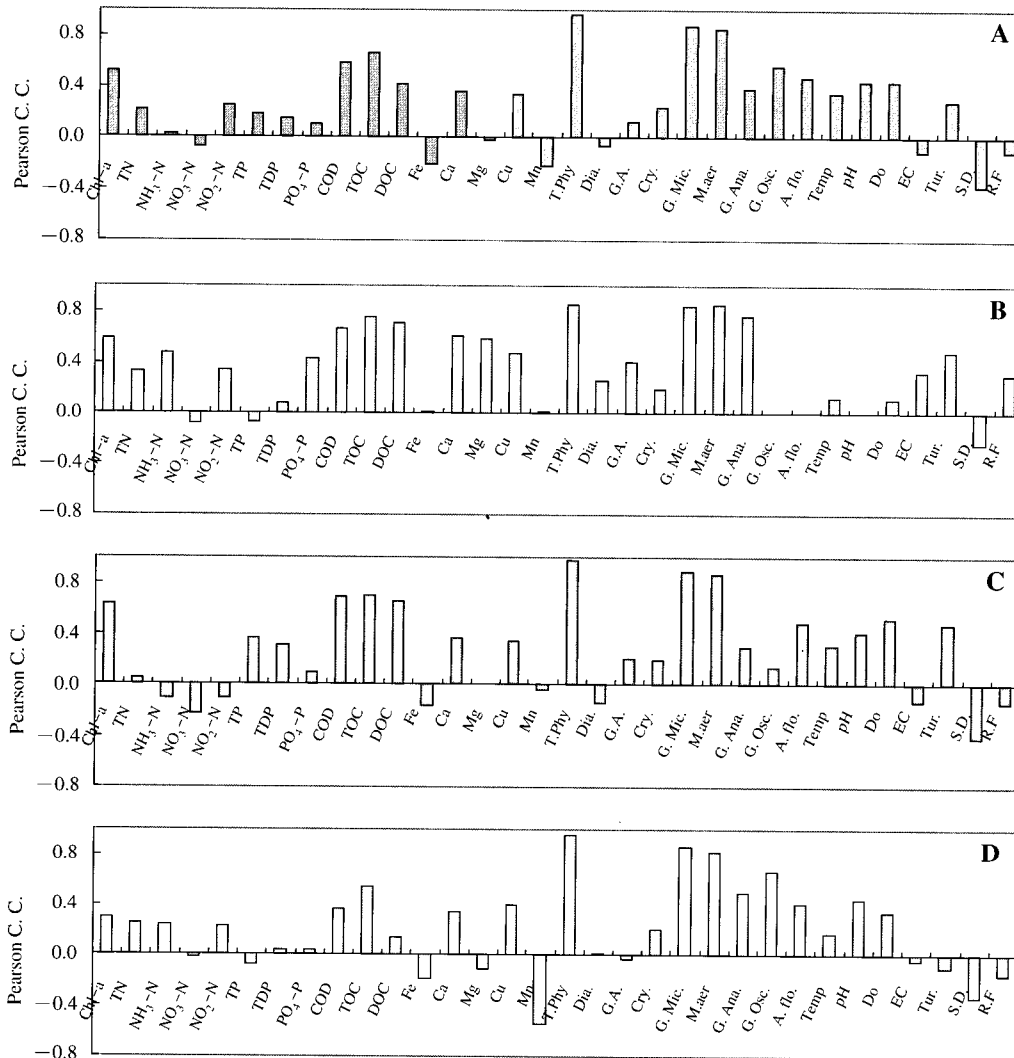 A
Pearson C. C.
0.8
0.4
0.0
−0.4
−0.8
Chl−a
TN
NH₃−N
NO₃−N
NO₂−N
TP
TDP
PO₄−P
COD
TOC
DOC
Fe
Ca
Mg
Cu
Mn
T.Phy
Dia.
G.A.
Cry.
G. Mic.
M.aer
G. Ana.
G. Osc.
A. flo.
Temp
pH
Do
EC
Tur.
S.D.
R.F
B
Pearson C. C.
0.8
0.4
0.0
−0.4
−0.8
Chl−a
TN
NH₃−N
NO₃−N
NO₂−N
TP
TDP
PO₄−P
COD
TOC
DOC
Fe
Ca
Mg
Cu
Mn
T.Phy
Dia.
G.A.
Cry.
G. Mic.
M.aer
G. Ana.
G. Osc.
A. flo.
Temp
pH
Do
EC
Tur.
S.D.
R.F
C
Pearson C. C.
0.8
0.4
0.0
−0.4
−0.8
Chl−a
TN
NH₃−N
NO₃−N
NO₂−N
TP
TDP
PO₄−P
COD
TOC
DOC
Fe
Ca
Mg
Cu
Mn
T.Phy
Dia.
G.A.
Cry.
G. Mic.
M.aer
G. Ana.
G. Osc.
A. flo.
Temp
pH
Do
EC
Tur.
S.D.
R.F
D
Pearson C. C.
0.8
0.4
0.0
−0.4
−0.8
Chl−a
TN
NH₃−N
NO₃−N
NO₂−N
TP
TDP
PO₄−P
COD
TOC
DOC
Fe
Ca
Mg
Cu
Mn
T.Phy
Dia.
G.A.
Cry.
G. Mic.
M.aer
G. Ana.
G. Osc.
A. flo.
Temp
pH
Do
EC
Tur.
S.D.
R.F